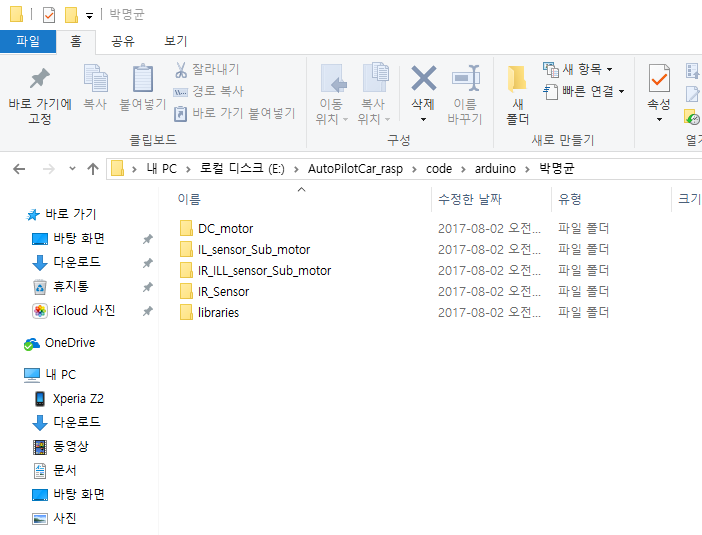 박명균
파일 홈 공유 보기
바로 가기에 고정
복사
붙여넣기
잘라내기
경로 복사
바로 가기 붙여넣기
클립보드
이동 위치
복사 위치
삭제
이름 바꾸기
구성
새 폴더
새 항목
빠른 연결
새로 만들기
속성
열기
내 PC 로컬 디스크 (E:) AutoPilotCar_rasp code arduino 박명균
이름 수정한 날짜 유형 크기
DC_motor 2017-08-02 오전... 파일 폴더
IL_sensor_Sub_motor 2017-08-02 오전... 파일 폴더
IR_ILL_sensor_Sub_motor 2017-08-02 오전... 파일 폴더
IR_Sensor 2017-08-02 오전... 파일 폴더
libraries 2017-08-02 오전... 파일 폴더
바로 가기
바탕 화면
다운로드
휴지통
iCloud 사진
OneDrive
내 PC
Xperia Z2
다운로드
동영상
문서
바탕 화면
사진